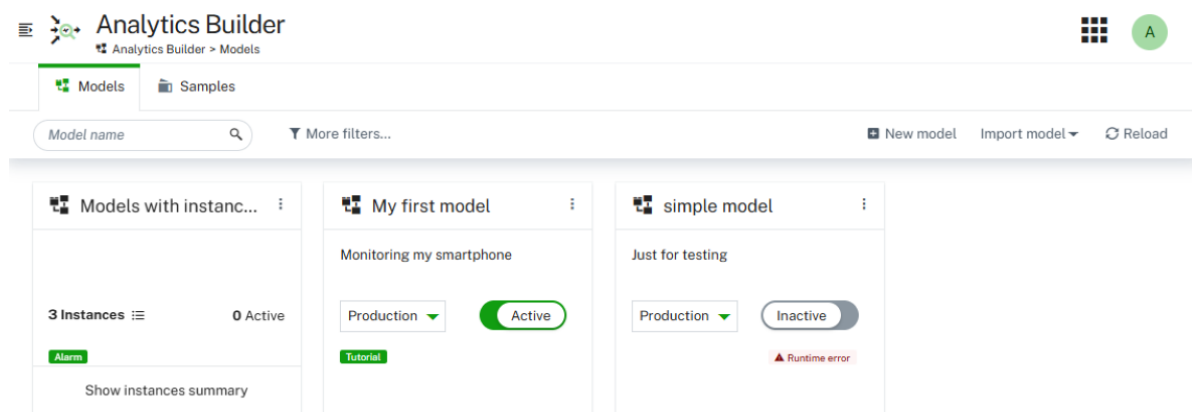 Analytics Builder
Analytics Builder > Models
A
Models
Samples
Model name
More filters...
New model
Import model
Reload
Models with instanc...
My first model
simple model
Monitoring my smartphone
Just for testing
3 Instances
0 Active
Production
Active
Production
Inactive
Alarm
Tutorial
Runtime error
Show instances summary